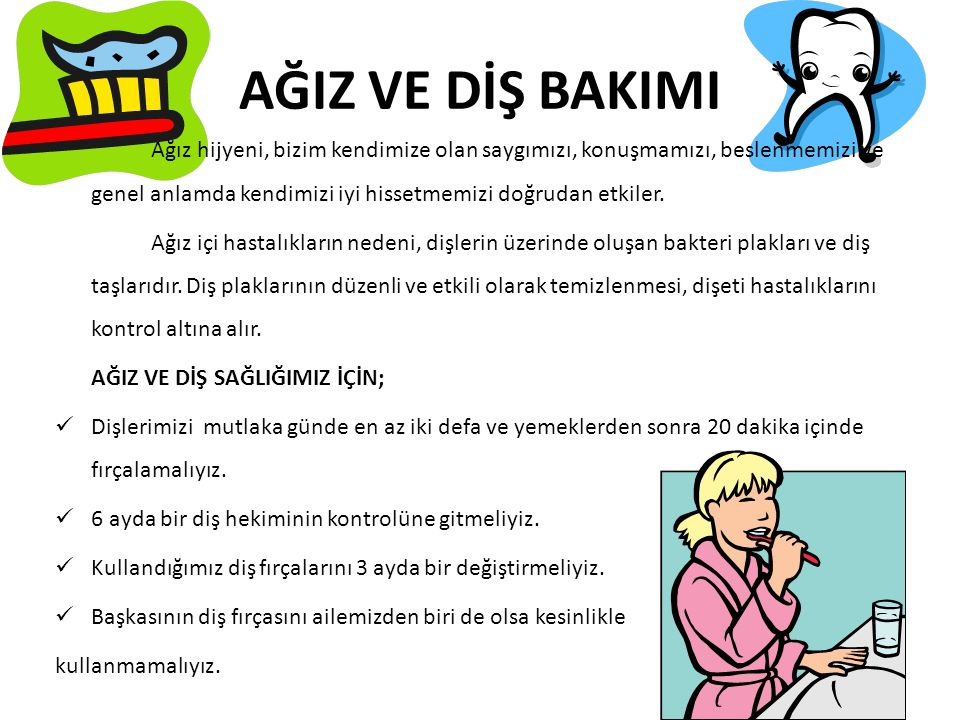 AĞIZ VE DİŞ BAKIMI
Ağız hijyeni, bizim kendimize olan saygımızı, konuşmamızı, beslenmemizi ve
genel anlamda kendimizi iyi hissetmemizi doğrudan etkiler.
Ağız içi hastalıkların nedeni, dişlerin üzerinde oluşan bakteri plakları ve diş
taşlarıdır. Diş plaklarının düzenli ve etkili olarak temizlenmesi, dişeti hastalıklarını
kontrol altına alır.
AĞIZ VE DİŞ SAĞLIĞIMIZ İÇİN;
✓ Dişlerimizi mutlaka günde en az iki defa ve yemeklerden sonra 20 dakika içinde
fırçalamalıyız.
✓ 6 ayda bir diş hekiminin kontrolüne gitmeliyiz.
✓ Kullandığımız diş fırçalarını 3 ayda bir değiştirmeliyiz.
✓ Başkasının diş fırçasını ailemizden biri de olsa kesinlikle
kullanmamalıyız.